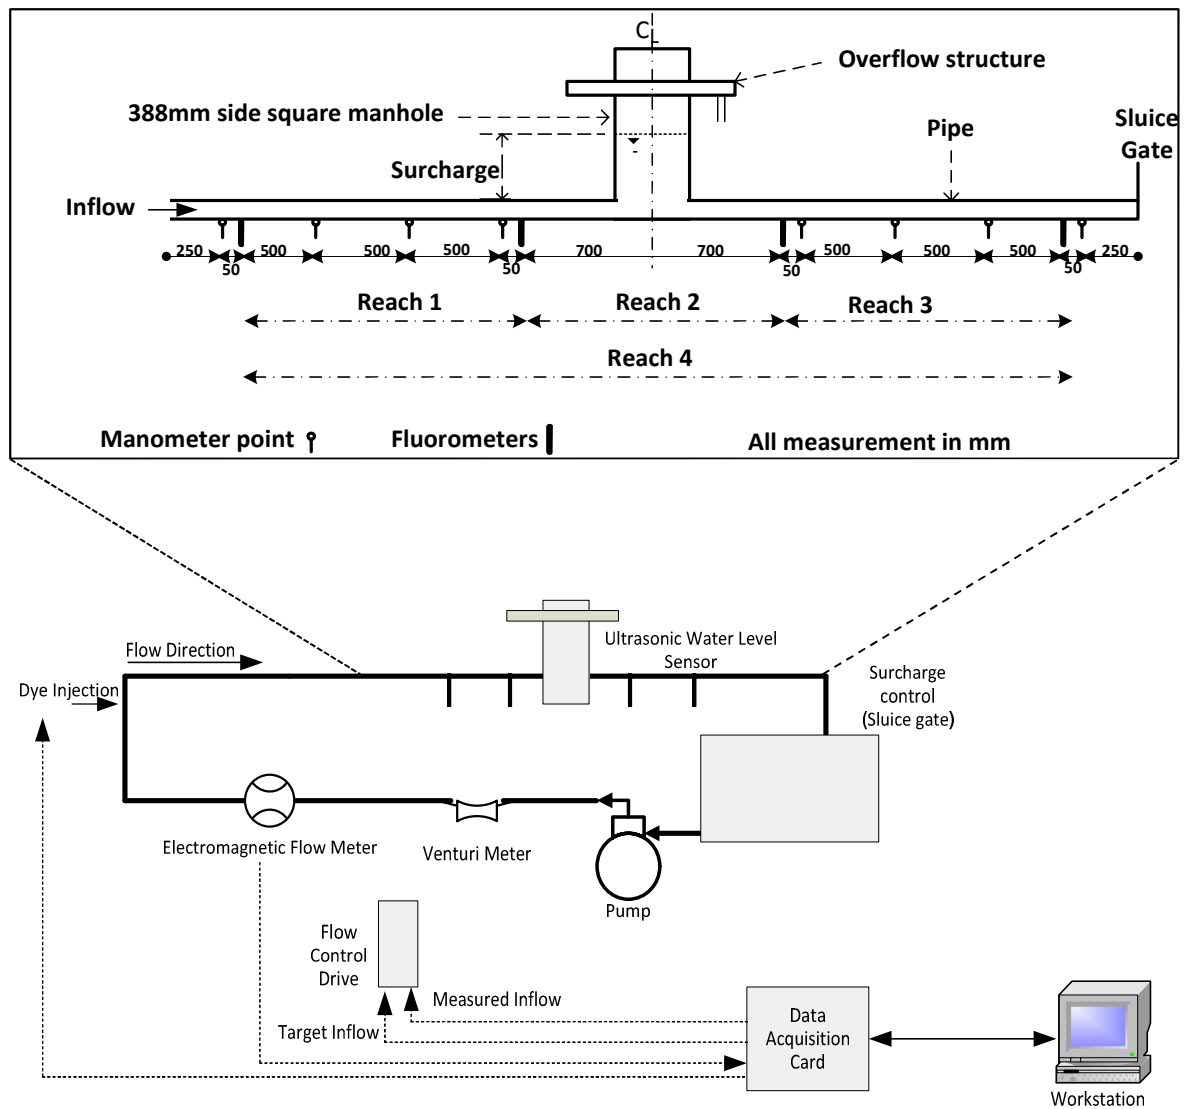 C
L
Overflow structure
388mm side square manhole
Sluice
Gate
Pipe
Surcharge
Inflow
250 50 500 500 500 50 700 700 50 500 500 500 50 250
Reach 1
Reach 2
Reach 3
Reach 4
Manometer point
Fluorometers
All measurement in mm
Flow Direction
Ultrasonic Water Level
Sensor
Dye Injection
Surcharge
control
(Sluice gate)
Electromagnetic Flow Meter
Venturi Meter
Pump
Flow
Control
Drive
Measured Inflow
Target Inflow
Data
Acquisition
Card
Workstation